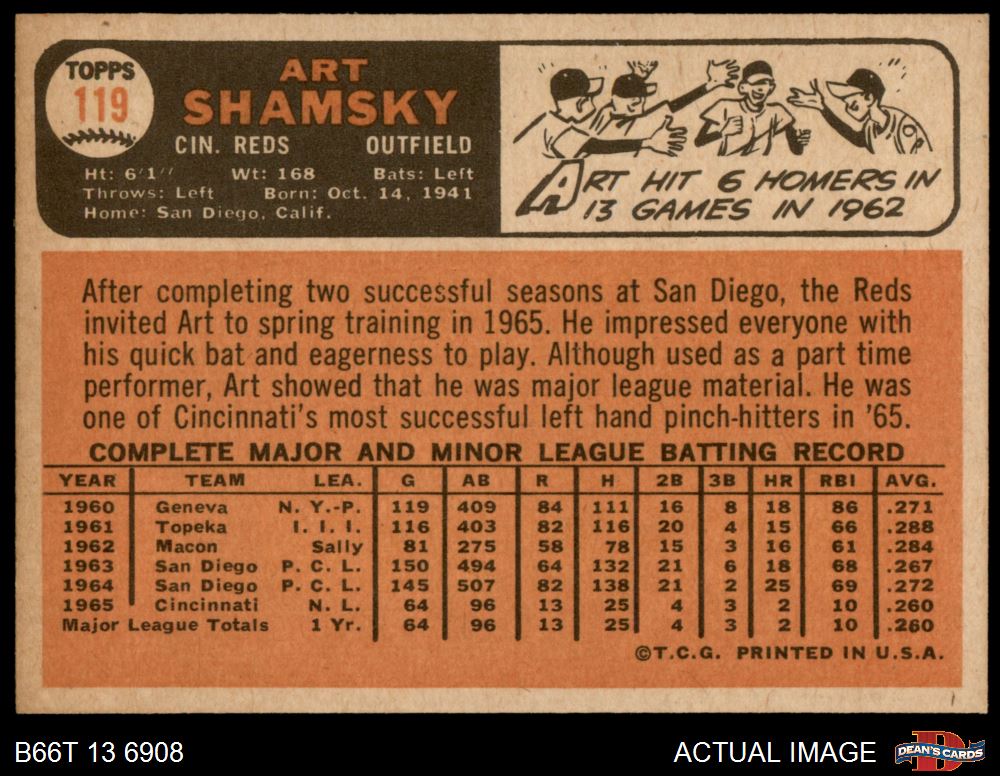 TOPPS
119
ART
SHAMSKY
CIN. REDS OUTFIELD
Ht: 6'1" Wt: 168 Bats: Left
Throws: Left Born: Oct. 14, 1941
Home: San Diego, Calif.
ART HIT 6 HOMERS IN
13 GAMES IN 1962
After completing two successful seasons at San Diego, the Reds
invited Art to spring training in 1965. He impressed everyone with
his quick bat and eagerness to play. Although used as a part time
performer, Art showed that he was major league material. He was
one of Cincinnati's most successful left hand pinch-hitters in '65.
COMPLETE MAJOR AND MINOR LEAGUE BATTING RECORD
YEAR TEAM LEA. G AB R H 2B 3B HR RBI AVG.
1960 Geneva N. Y.-P. 119 409 84 111 16 8 18 86 .271
1961 Topeka I. I. I. 116 403 82 116 20 4 15 66 .288
1962 Macon Sally 81 275 58 78 15 3 16 61 .284
1963 San Diego P. C. L. 150 494 64 132 21 6 18 68 .267
1964 San Diego P. C. L. 145 507 82 138 21 2 25 69 .272
1965 Cincinnati N. L. 64 96 13 25 4 3 2 10 .260
Major League Totals 1 Yr. 64 96 13 25 4 3 2 10 .260
©T.C.G. PRINTED IN U.S.A.
B66T 13 6908 ACTUAL IMAGE DEAN'S CARDS